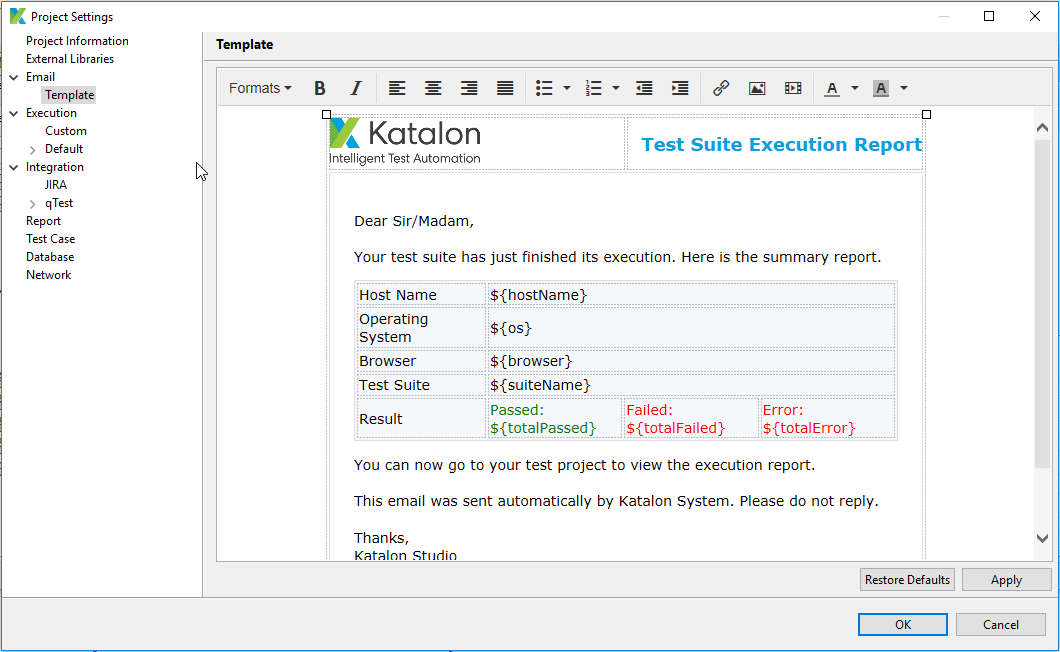 Project Settings
Project Information
External Libraries
Email
Template
Execution
Custom
Default
Integration
JIRA
qTest
Report
Test Case
Database
Network
Template
Formats B I A A
Katalon
Intelligent Test Automation
Test Suite Execution Report
Dear Sir/Madam,
Your test suite has just finished its execution. Here is the summary report.
Host Name ${hostName}
Operating
System
${os}
Browser ${browser}
Test Suite ${suiteName}
Result
Passed:
${totalPassed}
Failed:
${totalFailed}
Error:
${totalError}
You can now go to your test project to view the execution report.
This email was sent automatically by Katalon System. Please do not reply.
Thanks,
Katalon Studio
Restore Defaults
Apply
OK
Cancel